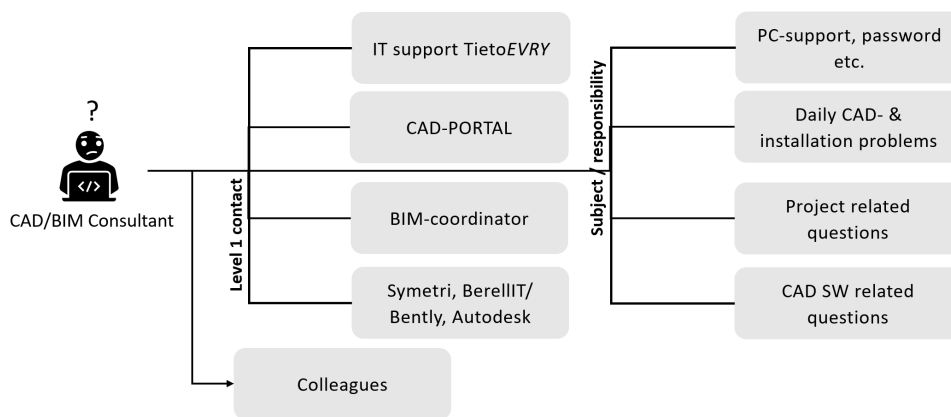 ?
</>
CAD/BIM Consultant
Level 1 contact
IT support TietoEVRY
CAD-PORTAL
BIM-coordinator
Symetri, BerellIT/
Bently, Autodesk
Colleagues
Subject / responsibility
PC-support, password
etc.
Daily CAD- &
installation problems
Project related
questions
CAD SW related
questions